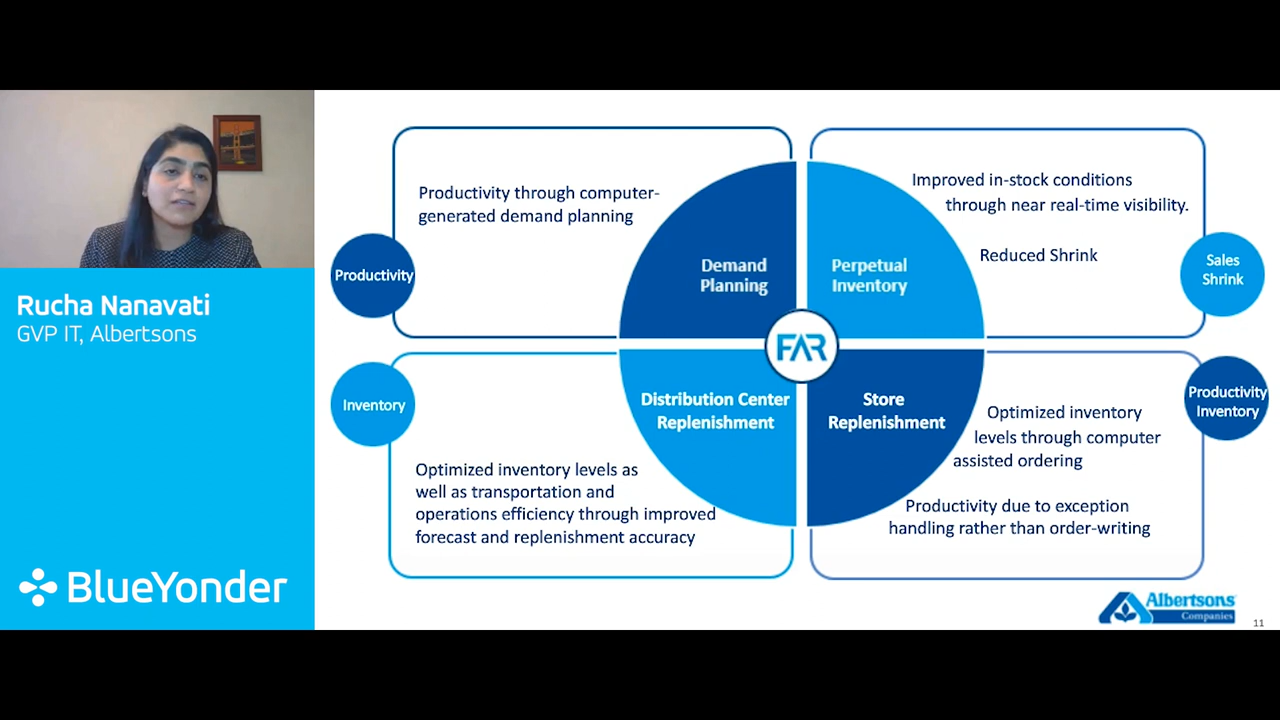 Rucha Nanavati
GVP IT, Albertsons
BlueYonder
Productivity through computer-
generated demand planning
Productivity
Demand
Planning
Improved in-stock conditions
through near real-time visibility.
Reduced Shrink
Perpetual
Inventory
Sales
Shrink
FAR
Inventory
Distribution Center
Replenishment
Optimized inventory levels as
well as transportation and
operations efficiency through improved
forecast and replenishment accuracy
Store
Replenishment
Optimized inventory
levels through computer
assisted ordering
Productivity due to exception
handling rather than order-writing
Productivity
Inventory
Albertsons
Companies
11